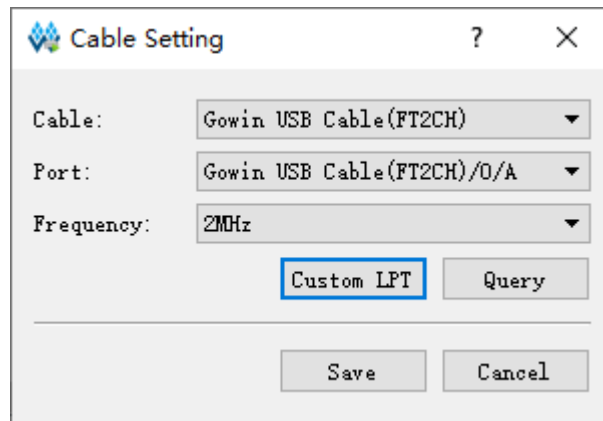 Cable Setting ?
Cable: Gowin USB Cable(FT2CH)
Port: Gowin USB Cable(FT2CH)/0/A
Frequency: 2MHz
Custom LPT Query
Save Cancel